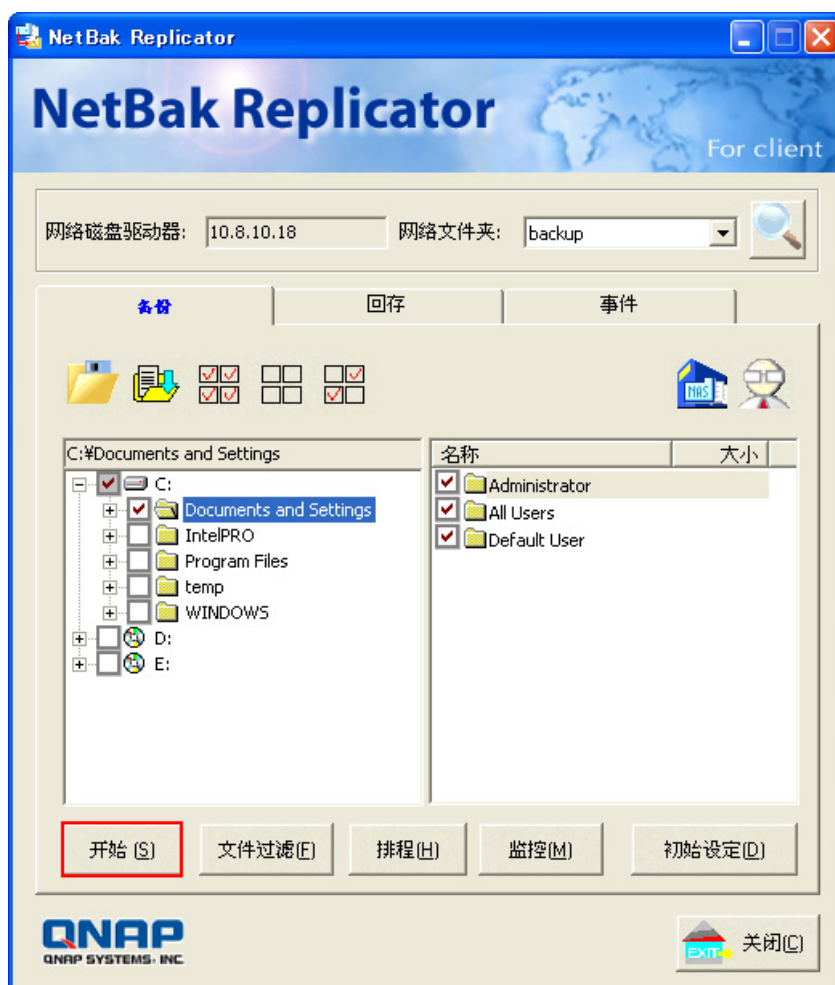 NetBak Replicator
NetBak Replicator
For client
网络磁盘驱动器: 10.8.10.18 网络文件夹: backup
备份 回存 事件
NAS
C:¥Documents and Settings
名称 大小
C:
Documents and Settings
IntelPRO
Program Files
temp
WINDOWS
D:
E:
Administrator
All Users
Default User
开始 (S) 文件过滤(F) 排程(H) 监控(M) 初始设定(D)
QNAP
QNAP SYSTEMS, INC.
EXIT 关闭(C)